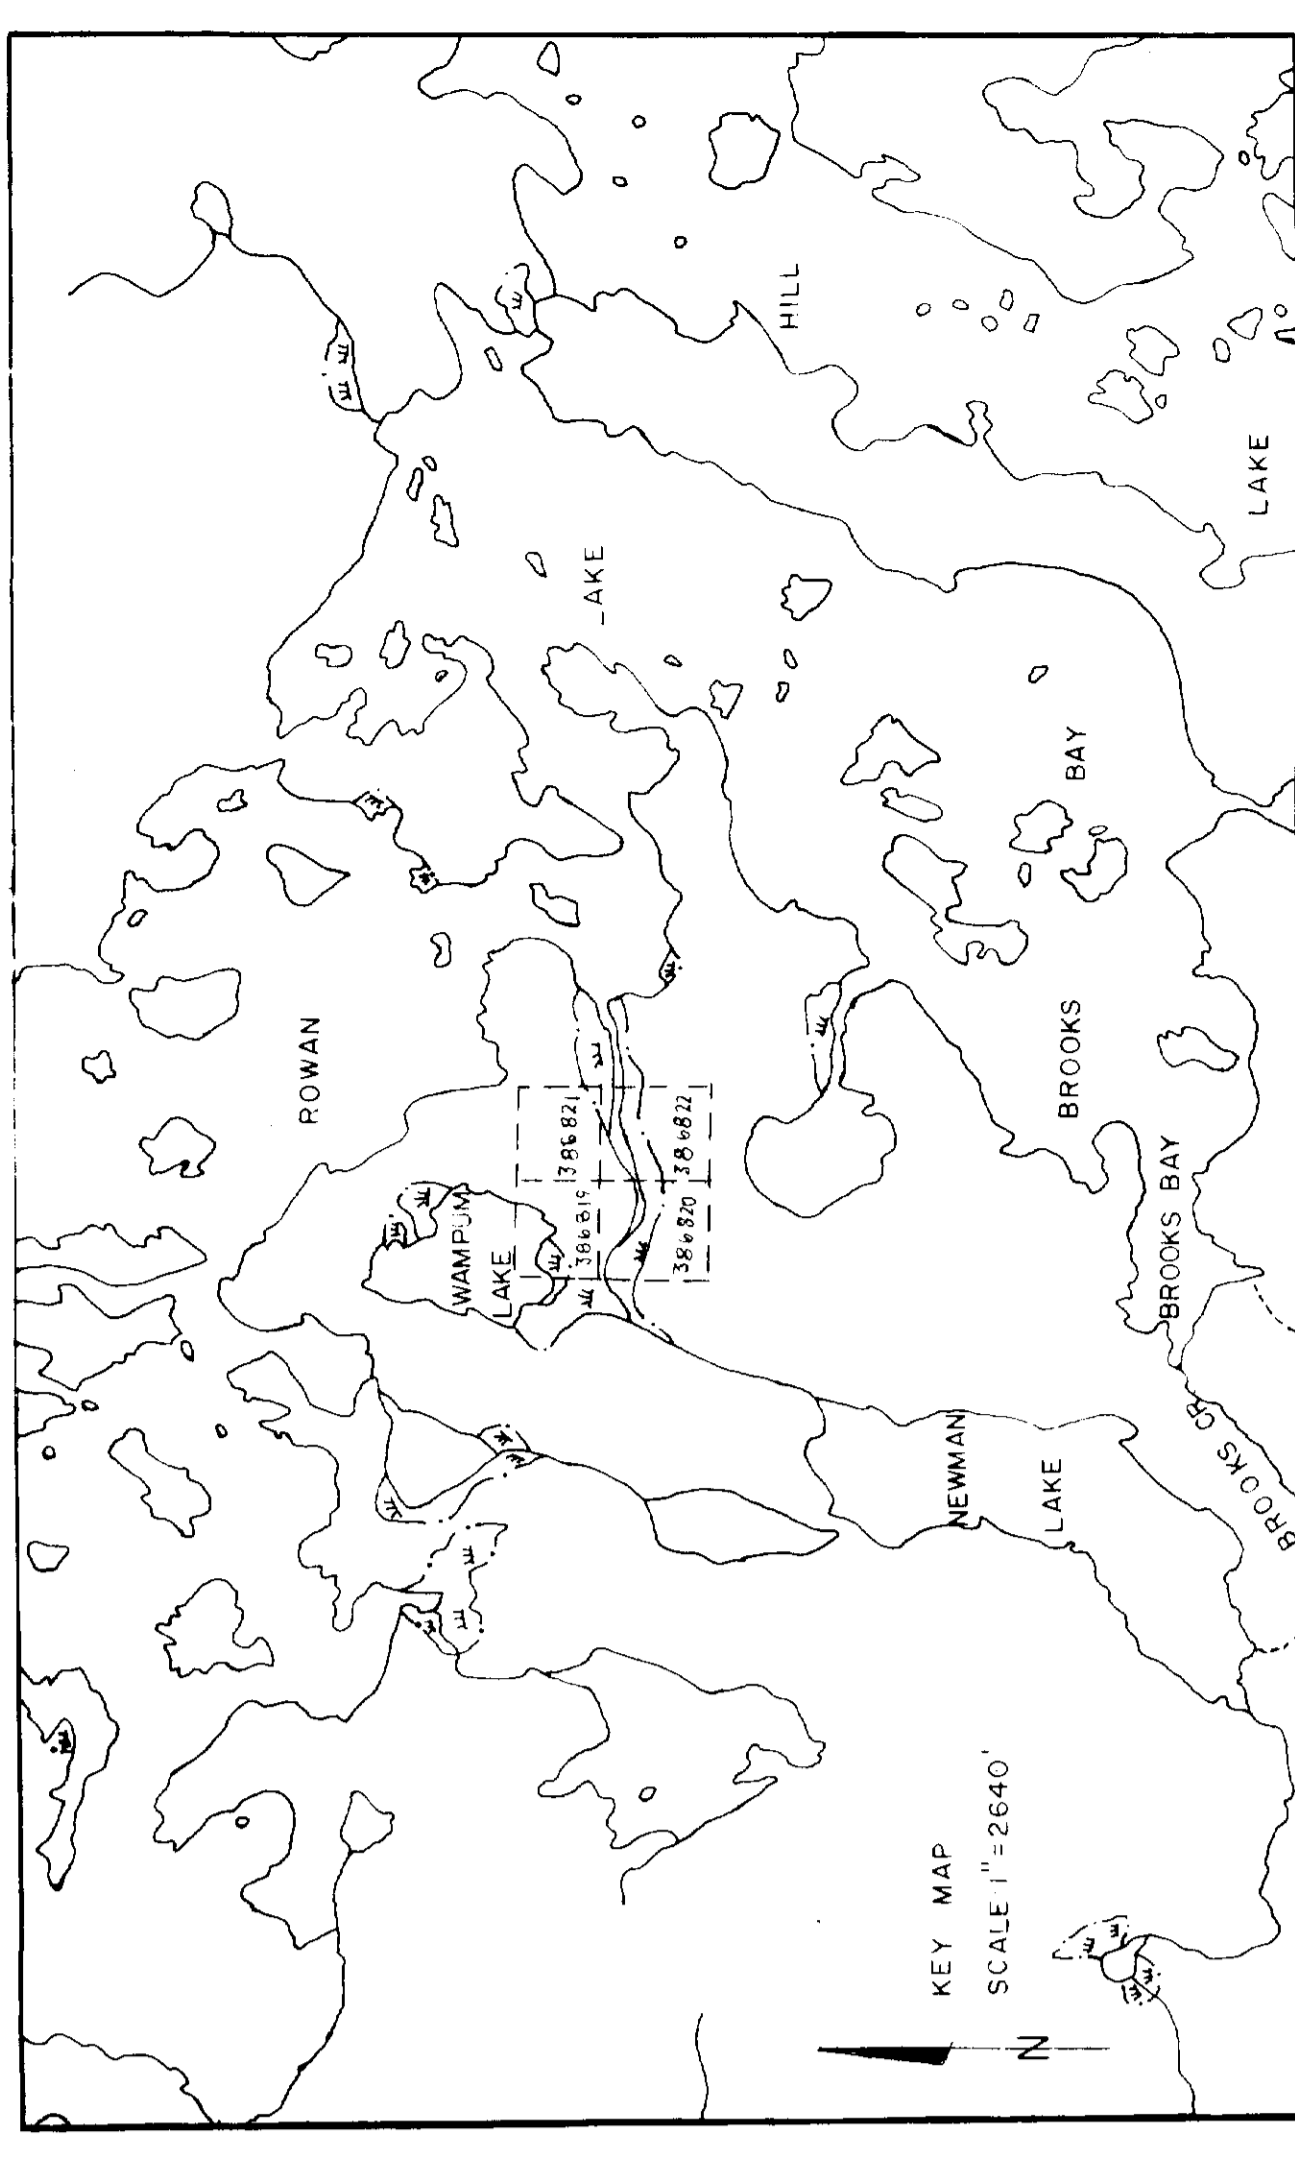 ROWAN
LAKE
HILL
LAKE
WAMPUM
LAKE
386819
386821
386820
386822
NEWMAN
LAKE
BROOKS
BAY
BROOKS BAY
BROOKS CR
KEY MAP
SCALE 1" = 2640'
N